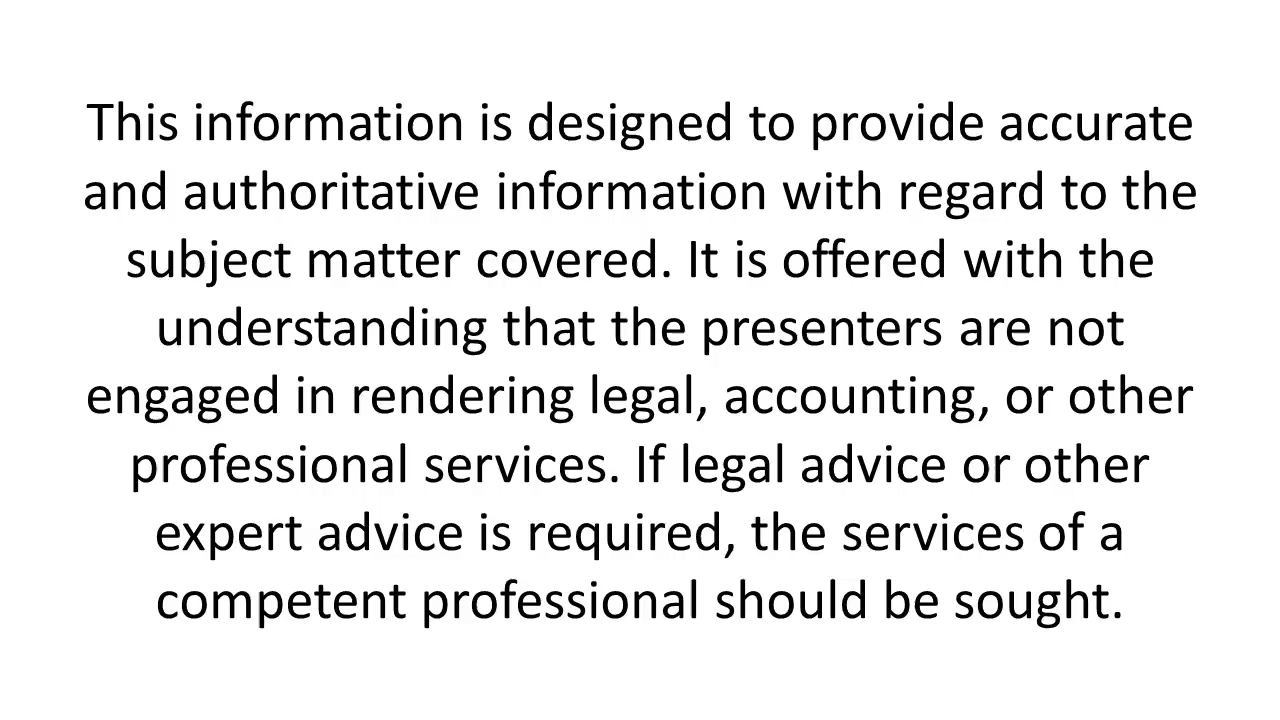 This information is designed to provide accurate
and authoritative information with regard to the
subject matter covered. It is offered with the
understanding that the presenters are not
engaged in rendering legal, accounting, or other
professional services. If legal advice or other
expert advice is required, the services of a
competent professional should be sought.